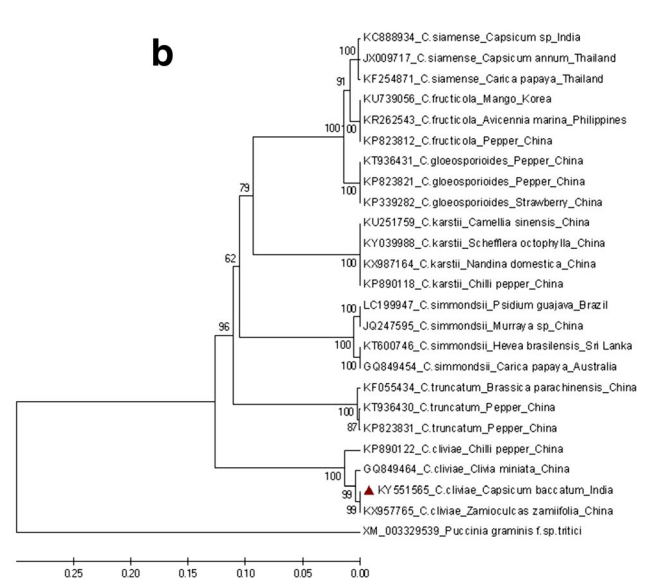 b
KC888934_C.siamense_Capsicum sp_India
100
JX009717_C.siamense_Capsicum annum_Thailand
KF254871_C.siamense_Carica papaya_Thailand
91
KU739056_C.fructicola_Mango_Korea
KR262543_C.fructicola_Avicennia marina_Philippines
100 00
KP823812_C.fructicola_Pepper_China
KT936431_C.gloeosporioides_Pepper_China
KP823821_C.gloeosporioides_Pepper_China
100
KP339282_C.gloeosporioides_Strawberry_China
79
KU251759_C.karstii_Camellia sinensis_China
KY039988_C.karstii_Schefflera octophylla_China
62
KX987164_C.karstii_Nandina domestica_China
100
KP890118_C.karstii_Chilli pepper_China
LC199947_C.simmondsii_Psidium guajava_Brazil
100
JQ247595_C.simmondsii_Murraya sp_China
96
KT600746_C.simmondsii_Hevea brasilensis_Sri Lanka
100
GQ849454_C.simmondsii_Carica papaya_Australia
100
KF055434_C.truncatum_Brassica parachinensis_China
KT936430_C.truncatum_Pepper_China
100
KP823831_C.truncatum_Pepper_China
87
KP890122_C.cliviae_Chilli pepper_China
GQ849464_C.cliviae_Clivia miniata_China
100
KY551565_C.cliviae_Capsicum baccatum_India
99
KX957765_C.cliviae_Zamioculcas zamiifolia_China
99
XM_003329539_Puccinia graminis f.sp.tritici
0.25 0.20 0.15 0.10 0.05 0.00